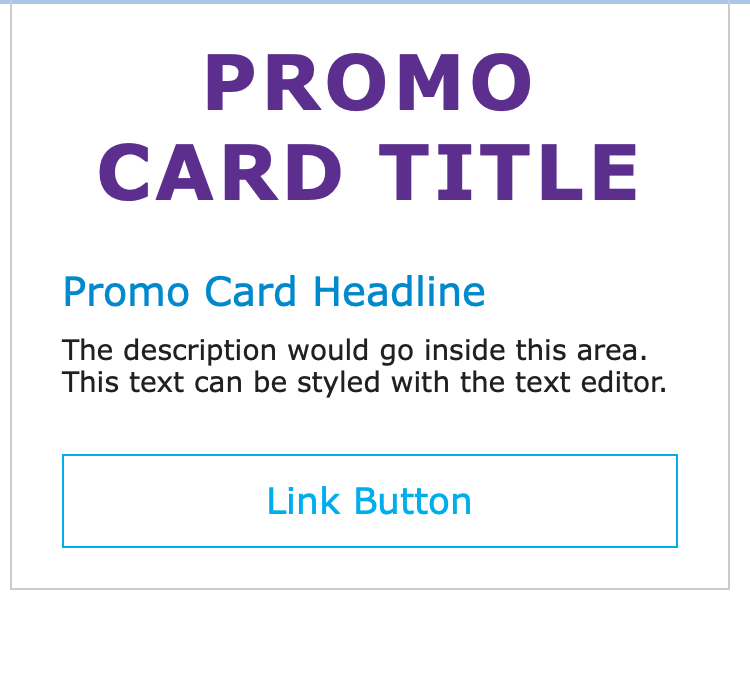 PROMO
CARD TITLE
Promo Card Headline
The description would go inside this area.
This text can be styled with the text editor.
Link Button